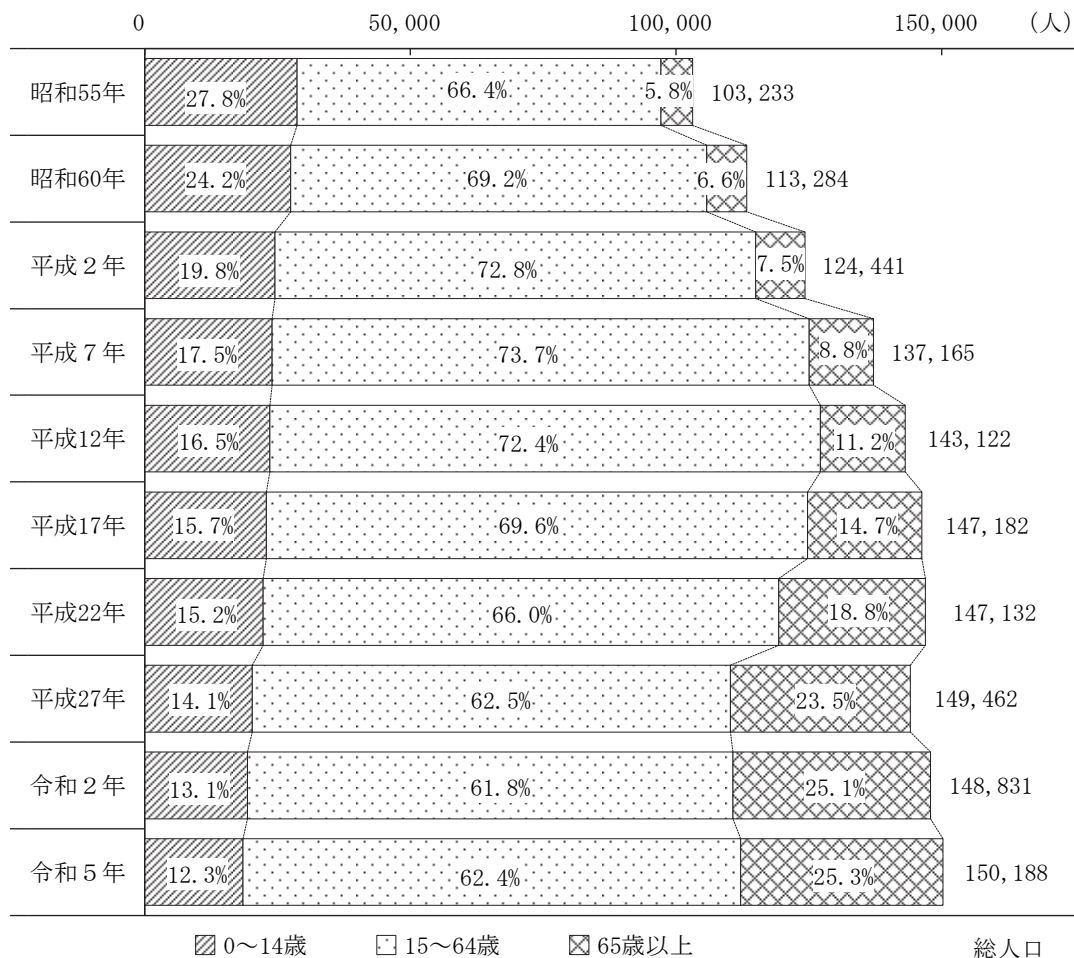 0 50,000 100,000 150,000 （人）
昭和55年 27.8% 66.4% 5.8% 103,233
昭和60年 24.2% 69.2% 6.6% 113,284
平成２年 19.8% 72.8% 7.5% 124,441
平成７年 17.5% 73.7% 8.8% 137,165
平成12年 16.5% 72.4% 11.2% 143,122
平成17年 15.7% 69.6% 14.7% 147,182
平成22年 15.2% 66.0% 18.8% 147,132
平成27年 14.1% 62.5% 23.5% 149,462
令和２年 13.1% 61.8% 25.1% 148,831
令和５年 12.3% 62.4% 25.3% 150,188
0～14歳 15～64歳 65歳以上 総人口